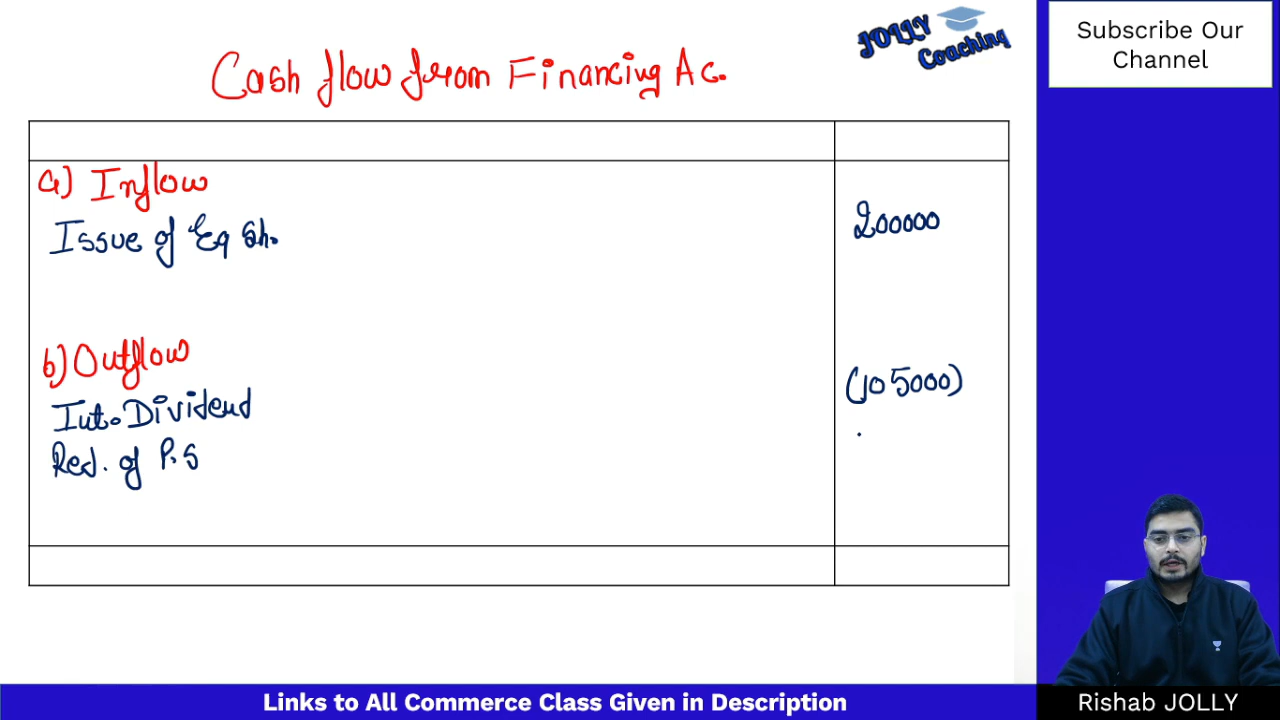 JOLLY
Coaching
Subscribe Our
Channel
Cash flow from Financing Ac.
a) Inflow
Issue of Eq Sh. 200000
b) Outflow
Int. Dividend (105000)
Red. of P.S
Links to All Commerce Class Given in Description
Rishab JOLLY